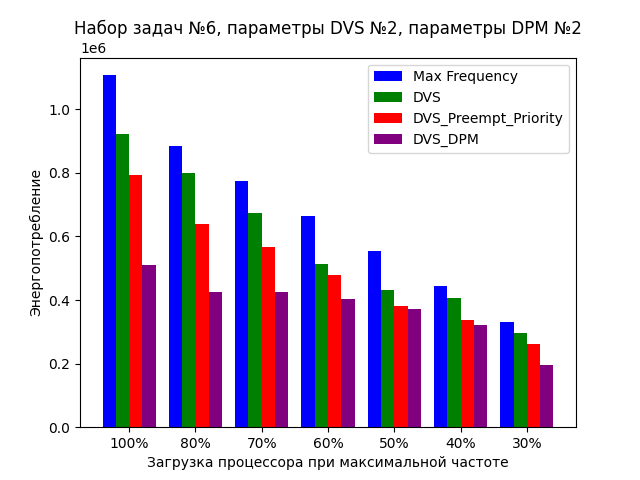 Набор задач №6, параметры DVS №2, параметры DPM №2
1e6
Энергопотребление
1.0
0.8
0.6
0.4
0.2
0.0
Max Frequency
DVS
DVS_Preempt_Priority
DVS_DPM
100% 80% 70% 60% 50% 40% 30%
Загрузка процессора при максимальной частоте